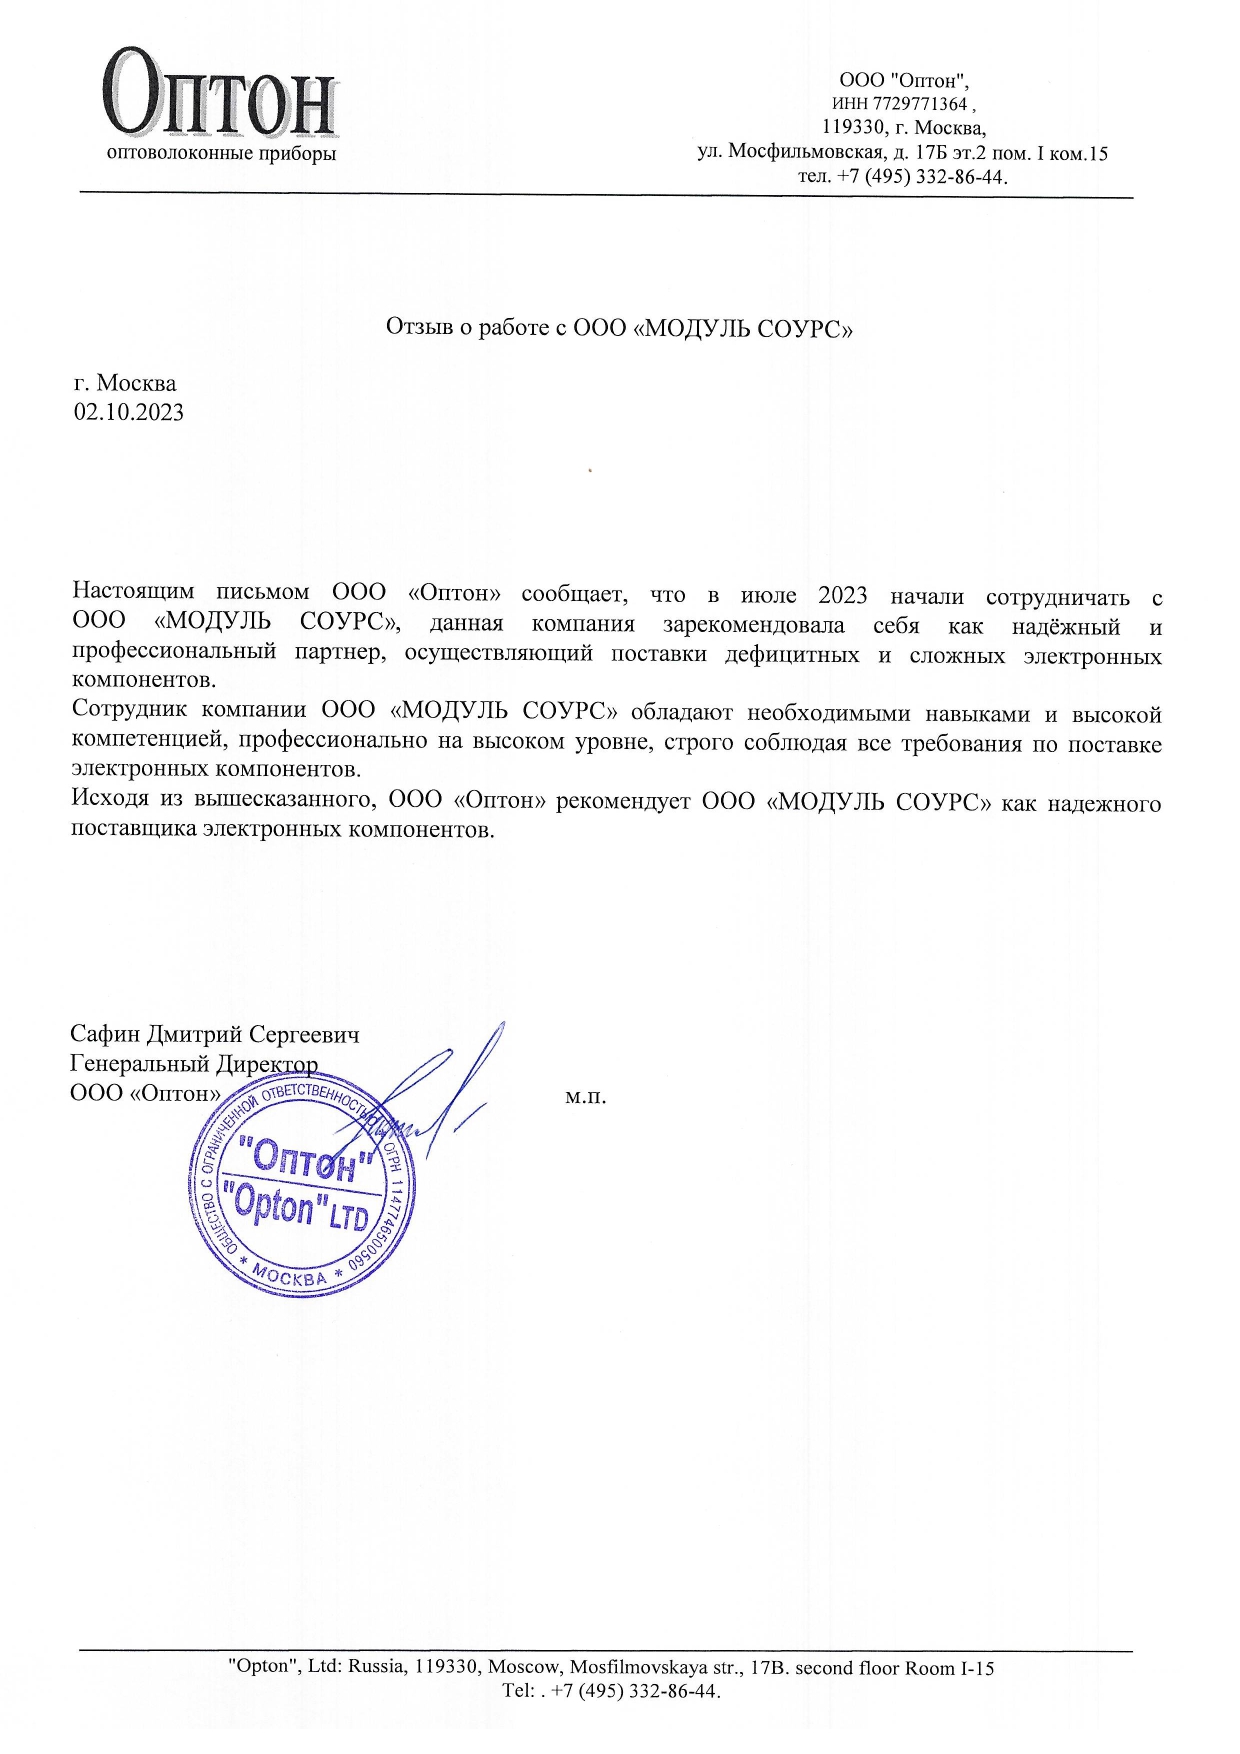 Оптон
оптоволоконные приборы
ООО "Оптон",
ИНН 7729771364 ,
119330, г. Москва,
ул. Мосфильмовская, д. 17Б эт.2 пом. I ком.15
тел. +7 (495) 332-86-44.
Отзыв о работе с ООО «МОДУЛЬ СОУРС»
г. Москва
02.10.2023
Настоящим письмом ООО «Оптон» сообщает, что в июле 2023 начали сотрудничать с
ООО «МОДУЛЬ СОУРС», данная компания зарекомендовала себя как надёжный и
профессиональный партнер, осуществляющий поставки дефицитных и сложных электронных
компонентов.
Сотрудник компании ООО «МОДУЛЬ СОУРС» обладают необходимыми навыками и высокой
компетенцией, профессионально на высоком уровне, строго соблюдая все требования по поставке
электронных компонентов.
Исходя из вышесказанного, ООО «Оптон» рекомендует ООО «МОДУЛЬ СОУРС» как надежного
поставщика электронных компонентов.
Сафин Дмитрий Сергеевич
Генеральный Директор
ООО «Оптон»
м.п.
ОБЩЕСТВО С ОГРАНИЧЕННОЙ ОТВЕТСТВЕННОСТЬЮ ОГРН 1147746500560
"Оптон"
"Opton" LTD
* МОСКВА *
"Opton", Ltd: Russia, 119330, Moscow, Mosfilmovskaya str., 17B. second floor Room I-15
Tel: . +7 (495) 332-86-44.